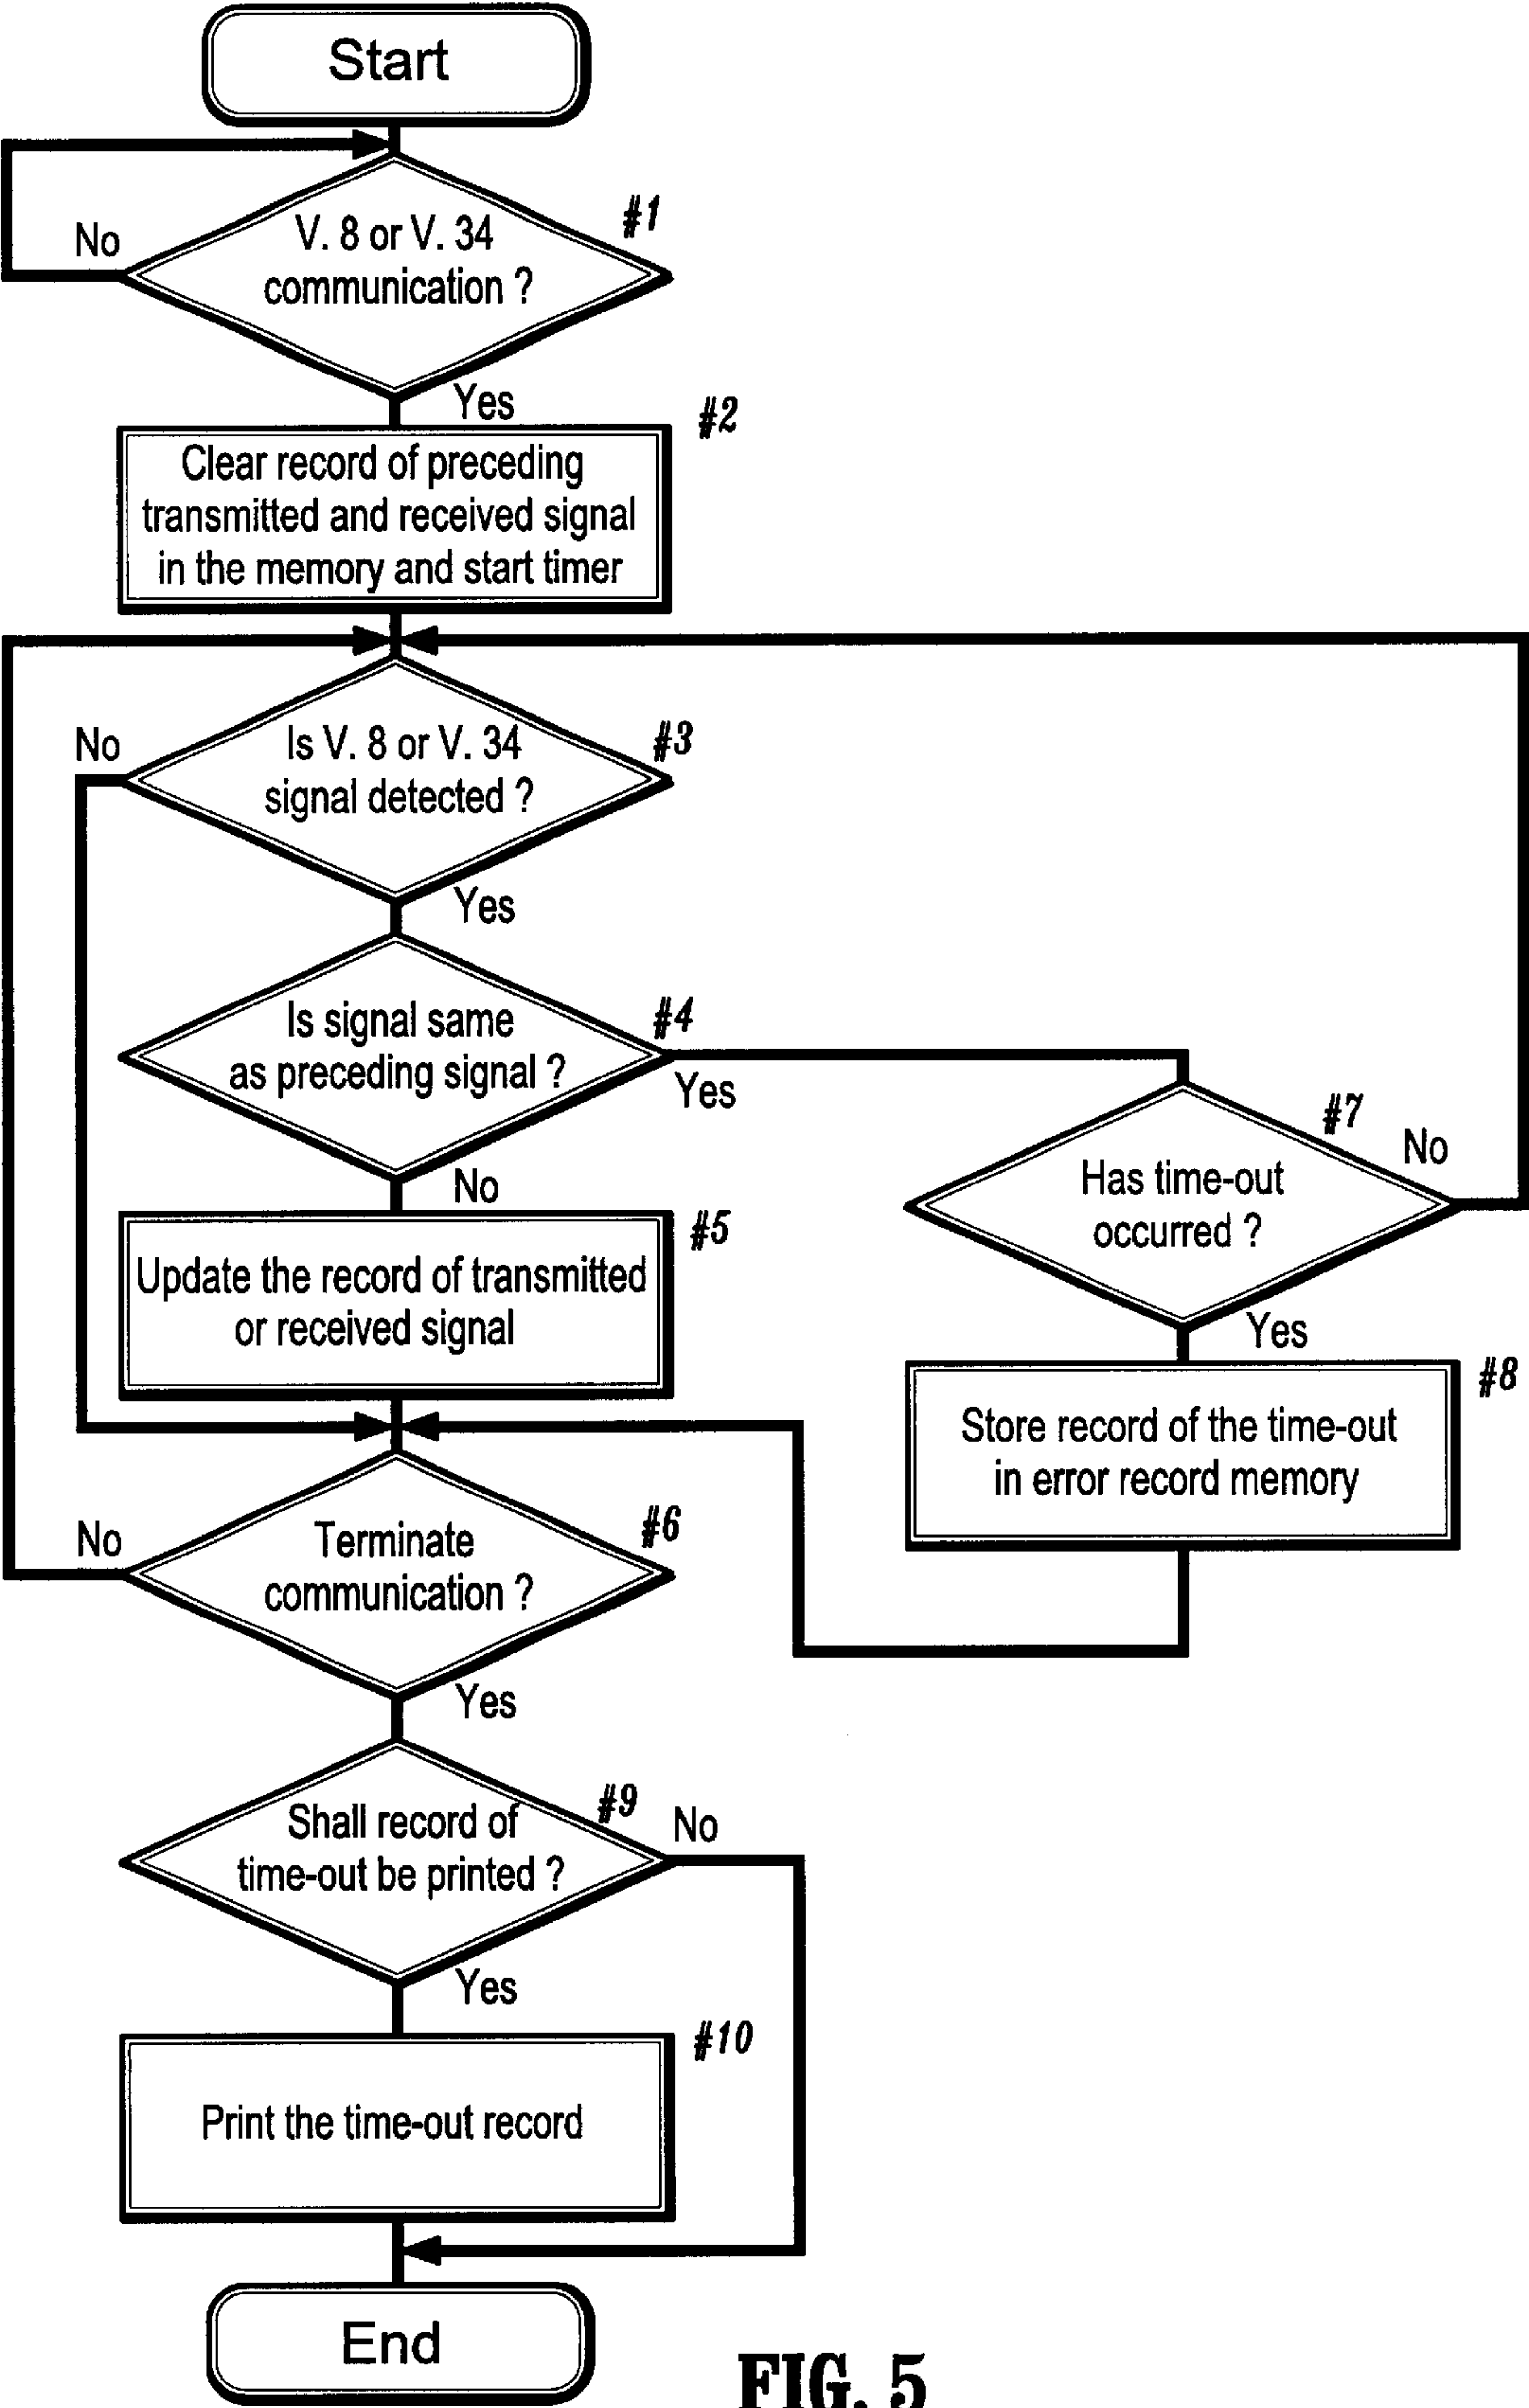 Start
#1
V. 8 or V. 34
communication ?
No
Yes
#2
Clear record of preceding
transmitted and received signal
in the memory and start timer
#3
Is V. 8 or V. 34
signal detected ?
No
Yes
#4
Is signal same
as preceding signal ?
Yes
No
#7
Has time-out
occurred ?
No
Yes
#5
Update the record of transmitted
or received signal
#8
Store record of the time-out
in error record memory
#6
Terminate
communication ?
No
Yes
#9
Shall record of
time-out be printed ?
No
Yes
#10
Print the time-out record
End
FIG. 5